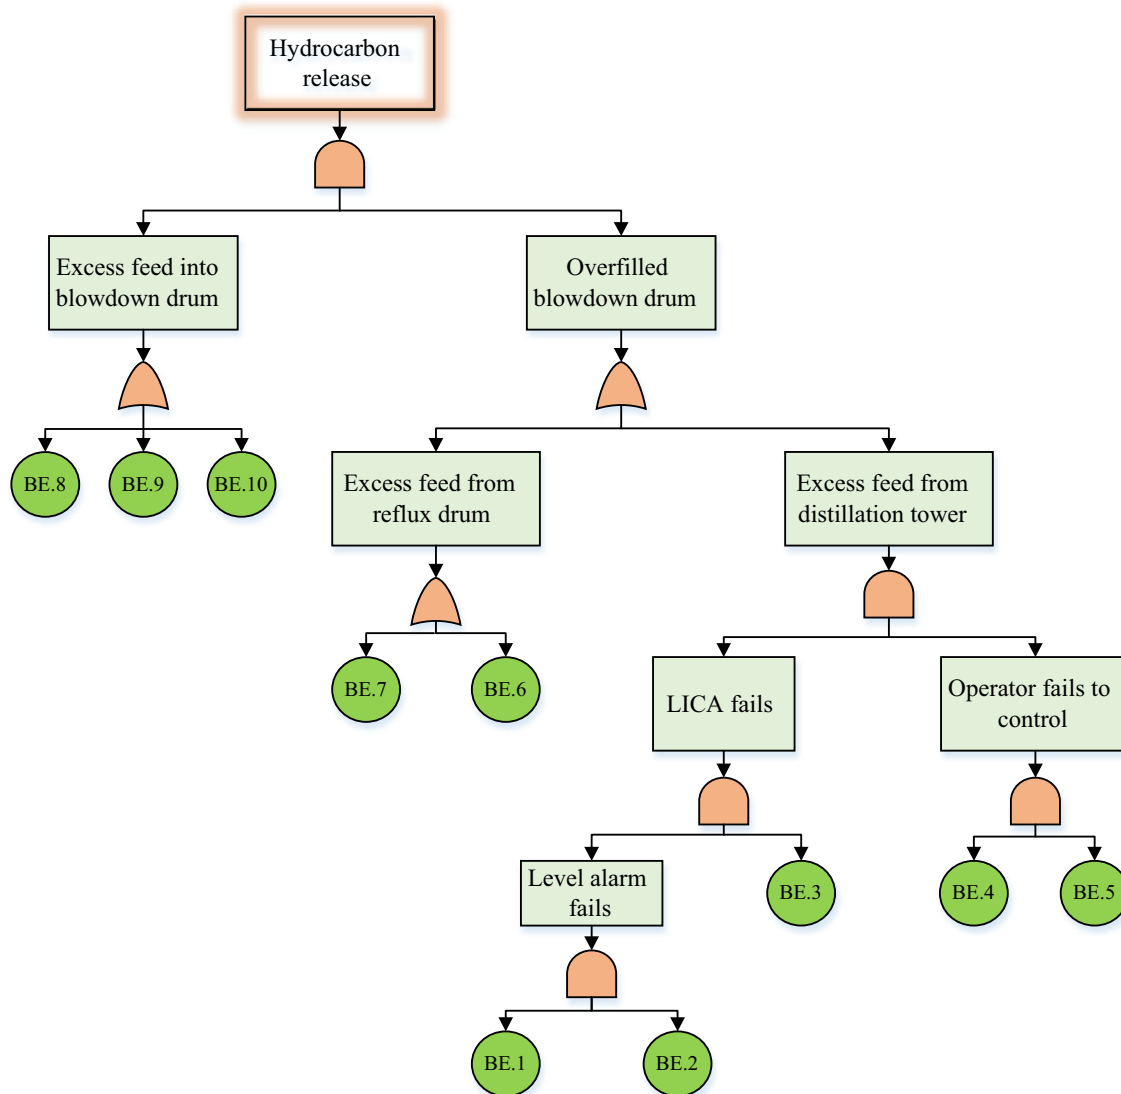 Hydrocarbon
release
Excess feed into
blowdown drum
Overfilled
blowdown drum
BE.8
BE.9
BE.10
Excess feed from
reflux drum
Excess feed from
distillation tower
BE.7
BE.6
LICA fails
Operator fails to
control
Level alarm
fails
BE.3
BE.4
BE.5
BE.1
BE.2